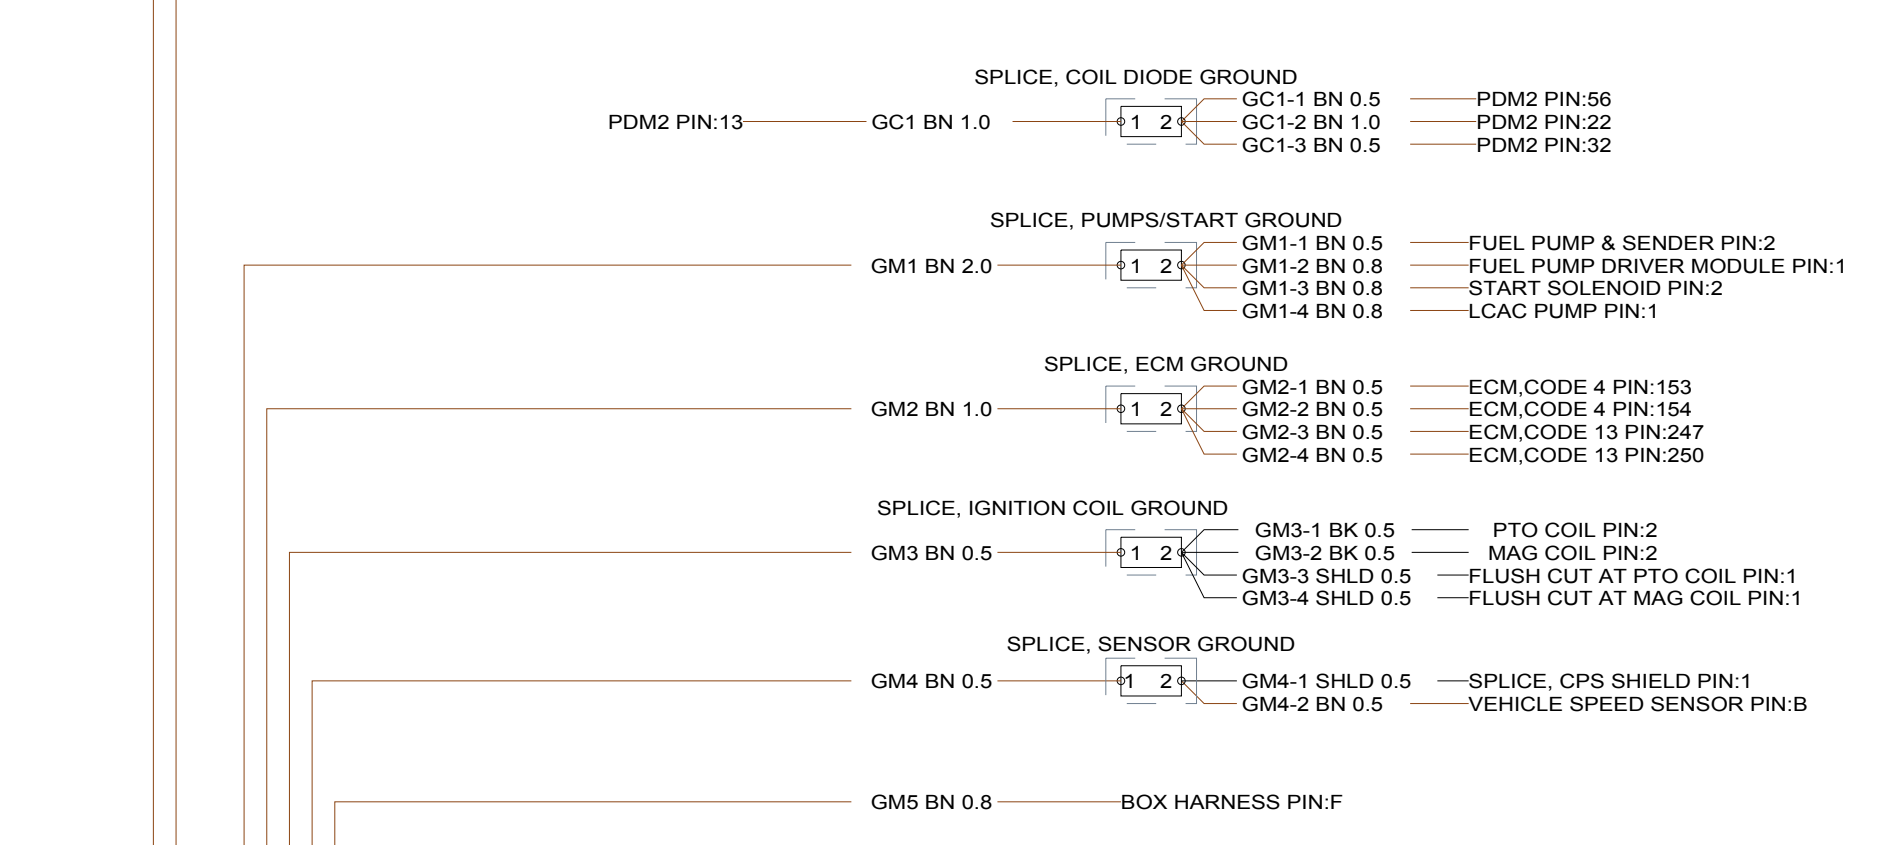 SPLICE, COIL DIODE GROUND
GC1-1 BN 0.5 PDM2 PIN:56
PDM2 PIN:13 GC1 BN 1.0 1 2 GC1-2 BN 1.0 PDM2 PIN:22
GC1-3 BN 0.5 PDM2 PIN:32
SPLICE, PUMPS/START GROUND
GM1-1 BN 0.5 FUEL PUMP & SENDER PIN:2
GM1 BN 2.0 1 2 GM1-2 BN 0.8 FUEL PUMP DRIVER MODULE PIN:1
GM1-3 BN 0.8 START SOLENOID PIN:2
GM1-4 BN 0.8 LCAC PUMP PIN:1
SPLICE, ECM GROUND
GM2-1 BN 0.5 ECM,CODE 4 PIN:153
GM2 BN 1.0 1 2 GM2-2 BN 0.5 ECM,CODE 4 PIN:154
GM2-3 BN 0.5 ECM,CODE 13 PIN:247
GM2-4 BN 0.5 ECM,CODE 13 PIN:250
SPLICE, IGNITION COIL GROUND
GM3-1 BK 0.5 PTO COIL PIN:2
GM3 BN 0.5 1 2 GM3-2 BK 0.5 MAG COIL PIN:2
GM3-3 SHLD 0.5 FLUSH CUT AT PTO COIL PIN:1
GM3-4 SHLD 0.5 FLUSH CUT AT MAG COIL PIN:1
SPLICE, SENSOR GROUND
GM4 BN 0.5 1 2 GM4-1 SHLD 0.5 SPLICE, CPS SHIELD PIN:1
GM4-2 BN 0.5 VEHICLE SPEED SENSOR PIN:B
GM5 BN 0.8 BOX HARNESS PIN:F